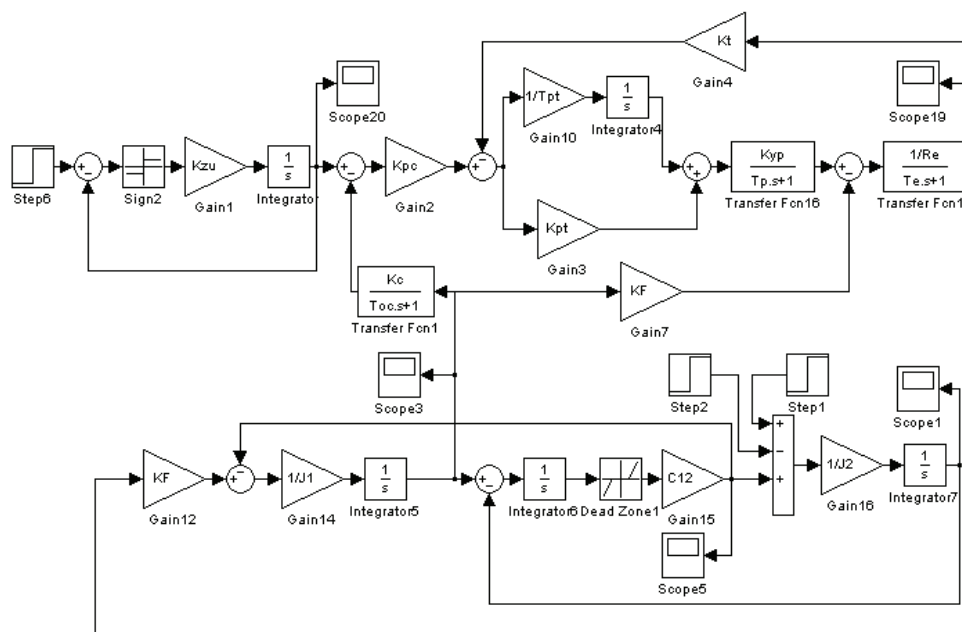 Kt
Gain4
Scope20
Scope19
1/Tpt
Gain10
1
s
Integrator4
Step6
Sign2
Kzu
Gain1
1
s
Integrator
Kpc
Gain2
Kyp
Tp.s+1
Transfer Fcn16
1/Re
Te.s+1
Transfer Fcn1
Kpt
Gain3
Kc
Toc.s+1
Transfer Fcn1
KF
Gain7
Scope3
Step2
Step1
Scope1
KF
Gain12
1/J1
Gain14
1
s
Integrator5
1
s
Integrator6
Dead Zone1
C12
Gain15
1/J2
Gain16
1
s
Integrator7
Scope5